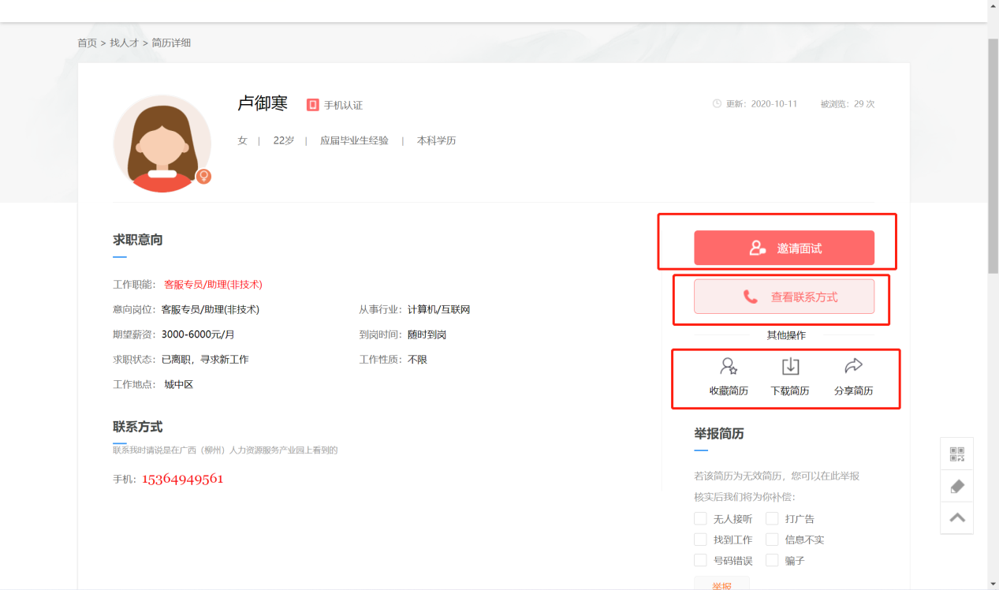 首页 > 找人才 > 简历详细
卢御寒 手机认证
更新：2020-10-11 被浏览：29 次
女 | 22岁 | 应届毕业生经验 | 本科学历
求职意向
工作职能： 客服专员/助理(非技术)
意向岗位：客服专员/助理(非技术) 从事行业：计算机/互联网
期望薪资：3000-6000元/月 到岗时间：随时到岗
求职状态：已离职，寻求新工作 工作性质：不限
工作地点： 城中区
联系方式
联系我时请说是在广西（柳州）人力资源服务产业园上看到的
手机：15364949561
邀请面试
查看联系方式
其他操作
收藏简历 下载简历 分享简历
举报简历
若该简历为无效简历，您可以在此举报
核实后我们将为你补偿：
无人接听 打广告
找到工作 信息不实
号码错误 骗子
举报